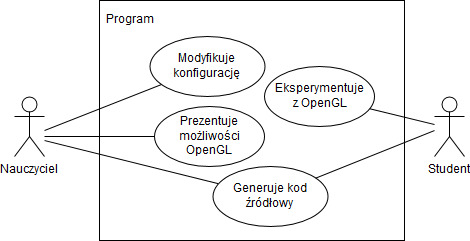 Program
Modyfikuje
konfigurację
Eksperymentuje
z OpenGL
Prezentuje
możliwości
OpenGL
Nauczyciel
Student
Generuje kod
źródłowy